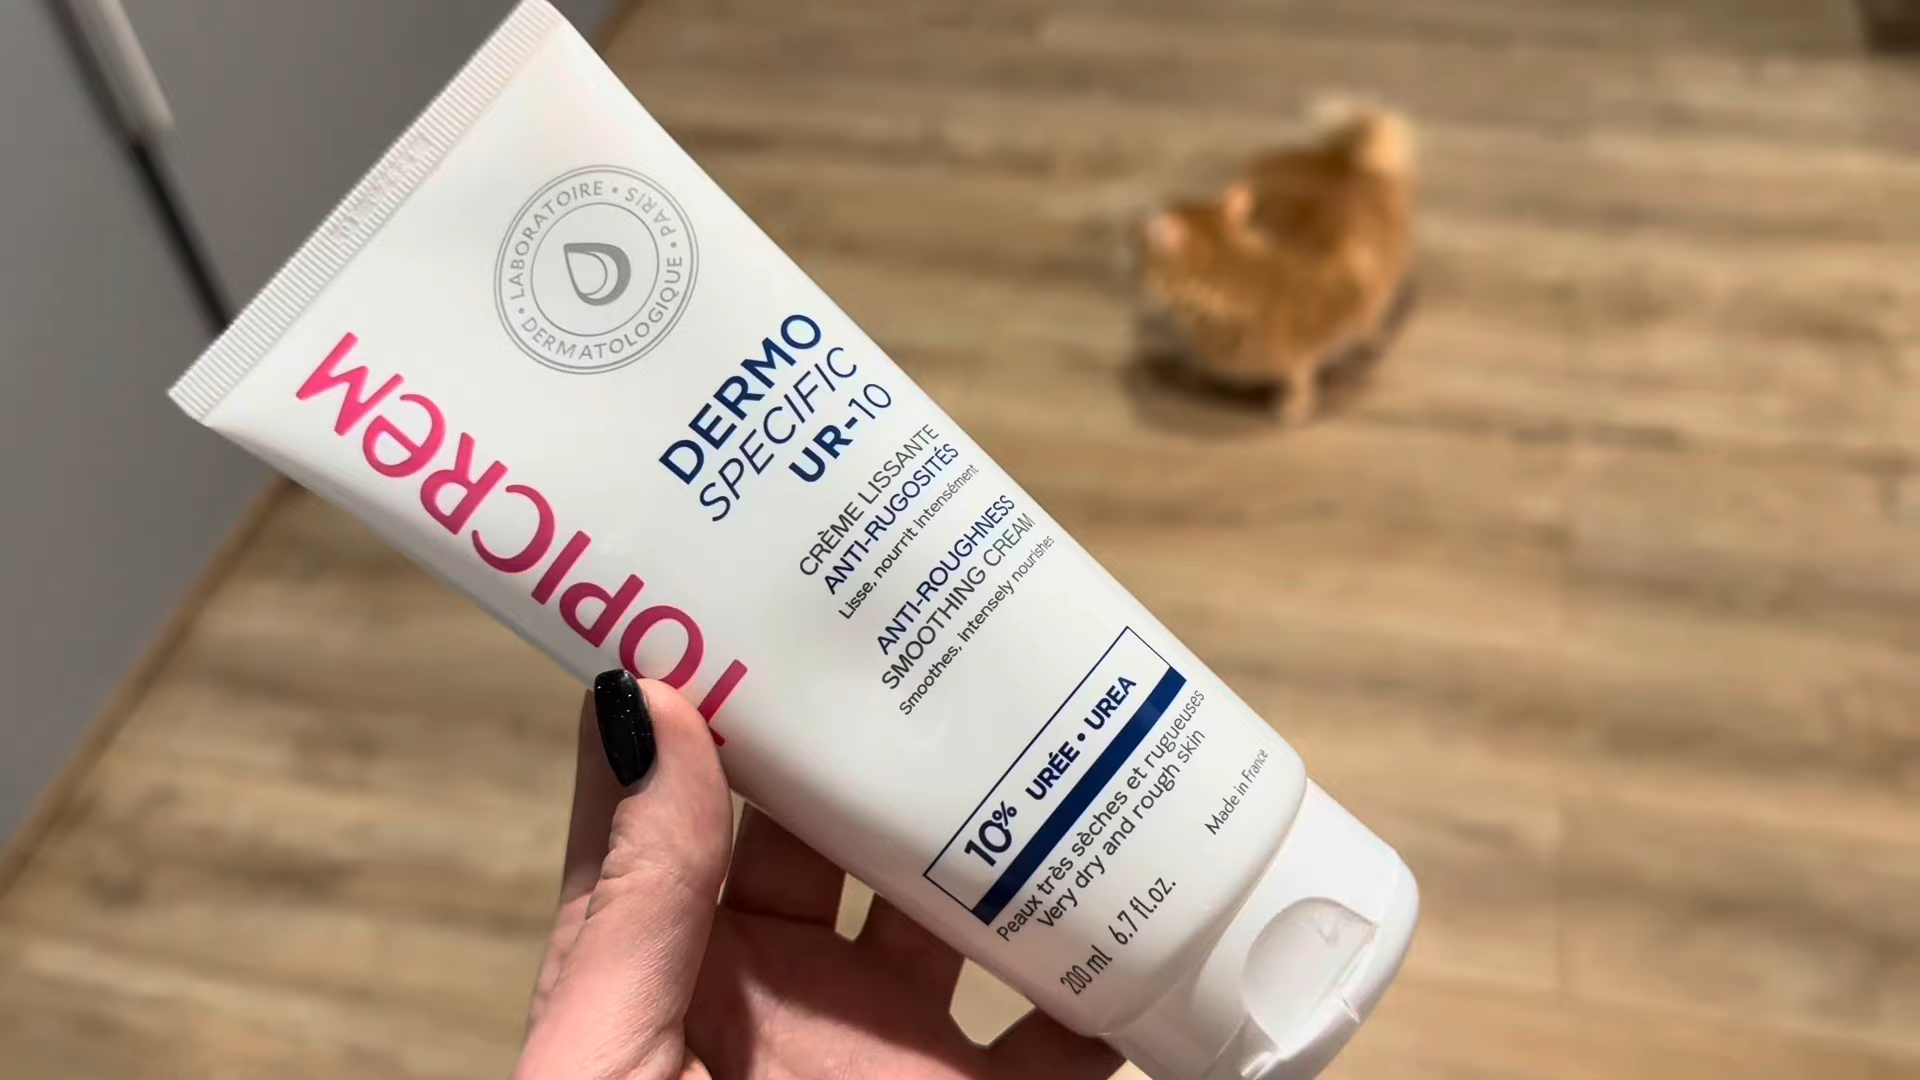 LABORATOIRE • PARIS •
• DERMATOLOGIQUE
TOPICREM
DERMO
SPECIFIC
UR-10
CRÈME LISSANTE
ANTI-RUGOSITÉS
Lisse, nourrit intensément
ANTI-ROUGHNESS
SMOOTHING CREAM
Smoothes, intensely nourishes
10% URÉE • UREA
Peaux très sèches et rugueuses
Very dry and rough skin
200 ml 6.7 fl.oz.
Made in France